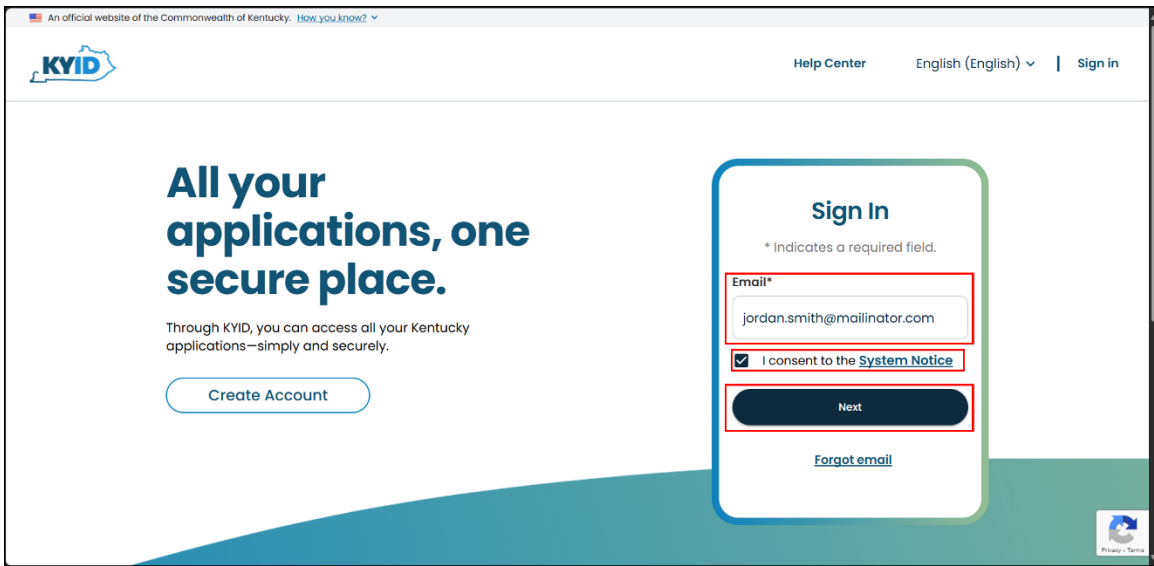 An official website of the Commonwealth of Kentucky. How you know?
KYID
Help Center
English (English)
Sign in
All your
applications, one
secure place.
Through KYID, you can access all your Kentucky
applications—simply and securely.
Create Account
Sign In
* Indicates a required field.
Email*
jordan.smith@mailinator.com
I consent to the System Notice
Next
Forgot email
Privacy - Terms